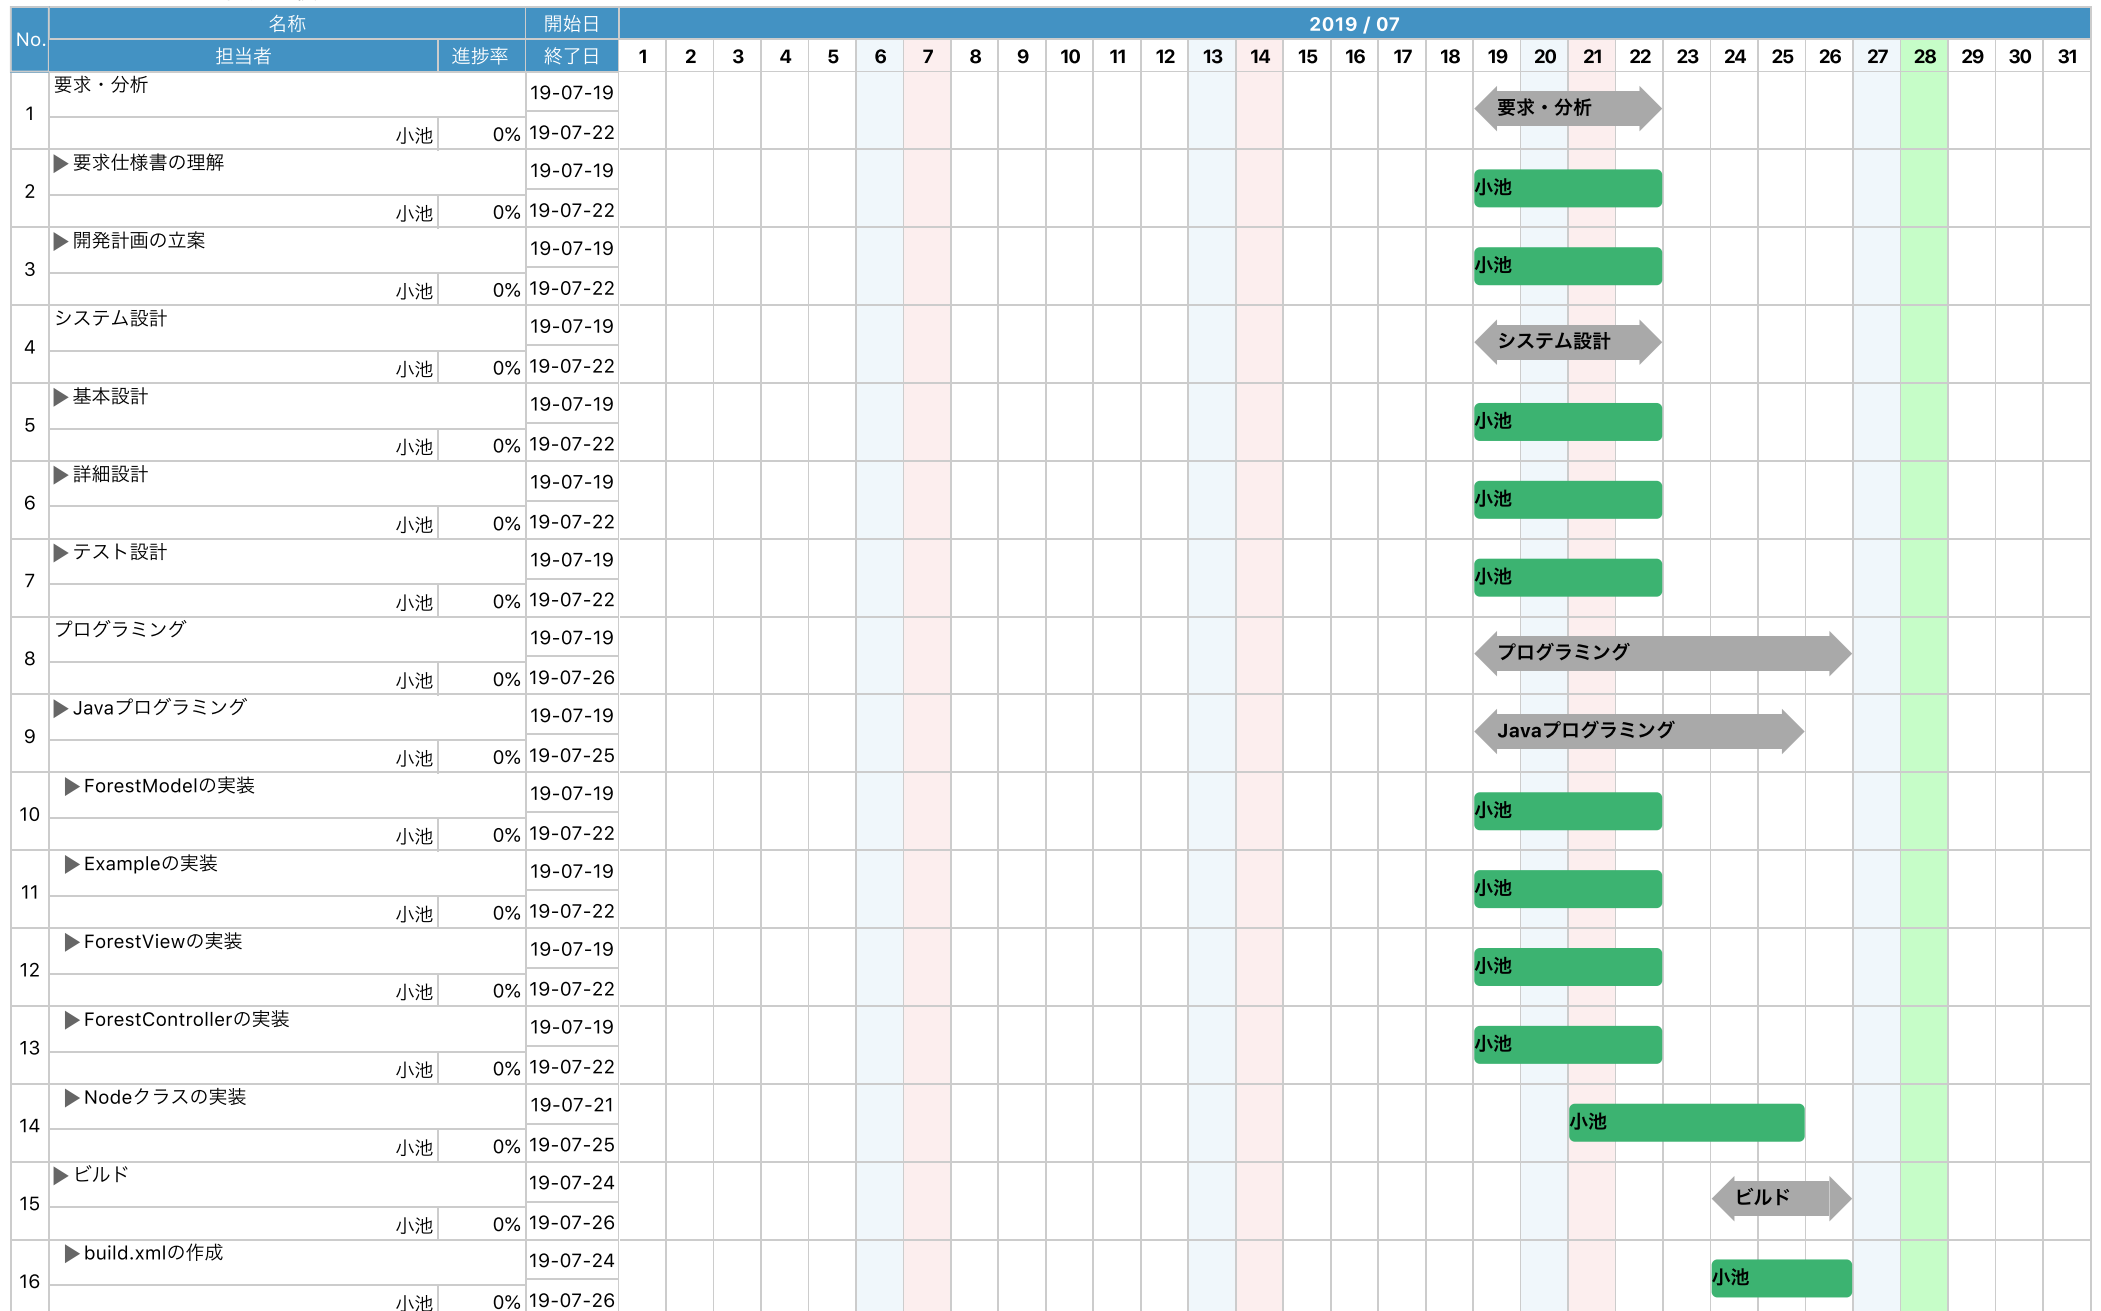 No. 名称 開始日 2019 / 07
担当者 進捗率 終了日 1 2 3 4 5 6 7 8 9 10 11 12 13 14 15 16 17 18 19 20 21 22 23 24 25 26 27 28 29 30 31
1 要求・分析 19-07-19 要求・分析
小池 0% 19-07-22
2 ▶要求仕様書の理解 19-07-19 小池
小池 0% 19-07-22
3 ▶開発計画の立案 19-07-19 小池
小池 0% 19-07-22
4 システム設計 19-07-19 システム設計
小池 0% 19-07-22
5 ▶基本設計 19-07-19 小池
小池 0% 19-07-22
6 ▶詳細設計 19-07-19 小池
小池 0% 19-07-22
7 ▶テスト設計 19-07-19 小池
小池 0% 19-07-22
8 プログラミング 19-07-19 プログラミング
小池 0% 19-07-26
9 ▶Javaプログラミング 19-07-19 Javaプログラミング
小池 0% 19-07-25
10 ▶ForestModelの実装 19-07-19 小池
小池 0% 19-07-22
11 ▶Exampleの実装 19-07-19 小池
小池 0% 19-07-22
12 ▶ForestViewの実装 19-07-19 小池
小池 0% 19-07-22
13 ▶ForestControllerの実装 19-07-19 小池
小池 0% 19-07-22
14 ▶Nodeクラスの実装 19-07-21 小池
小池 0% 19-07-25
15 ▶ビルド 19-07-24 ビルド
小池 0% 19-07-26
16 ▶build.xmlの作成 19-07-24 小池
小池 0% 19-07-26